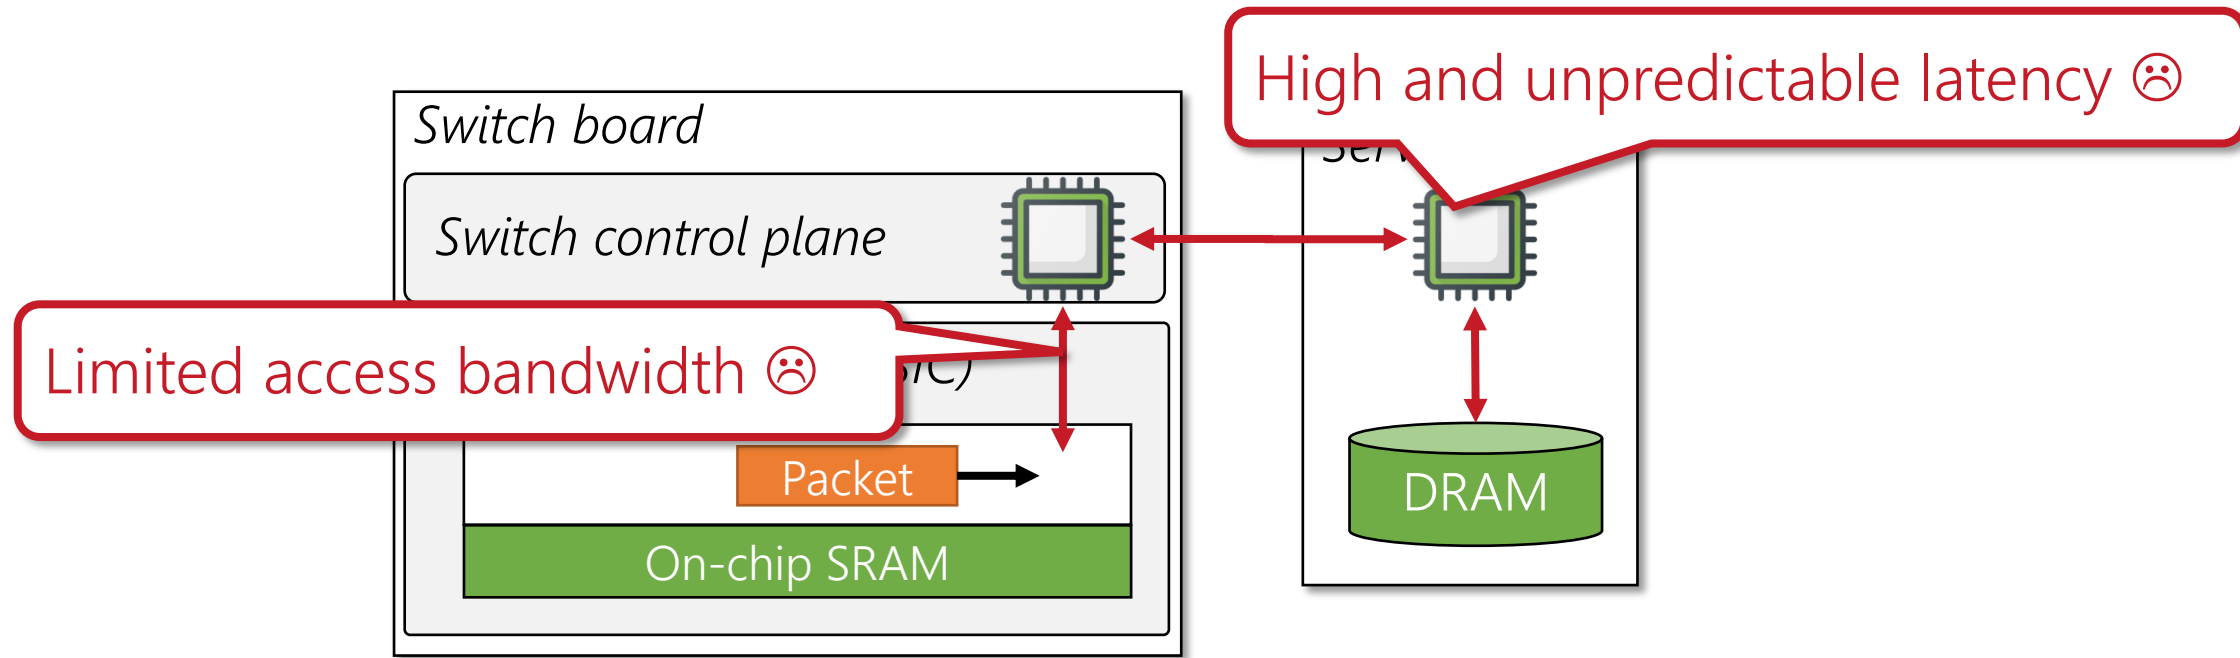 High and unpredictable latency ☹
Switch board
Switch control plane
Limited access bandwidth ☹
Packet
DRAM
On-chip SRAM